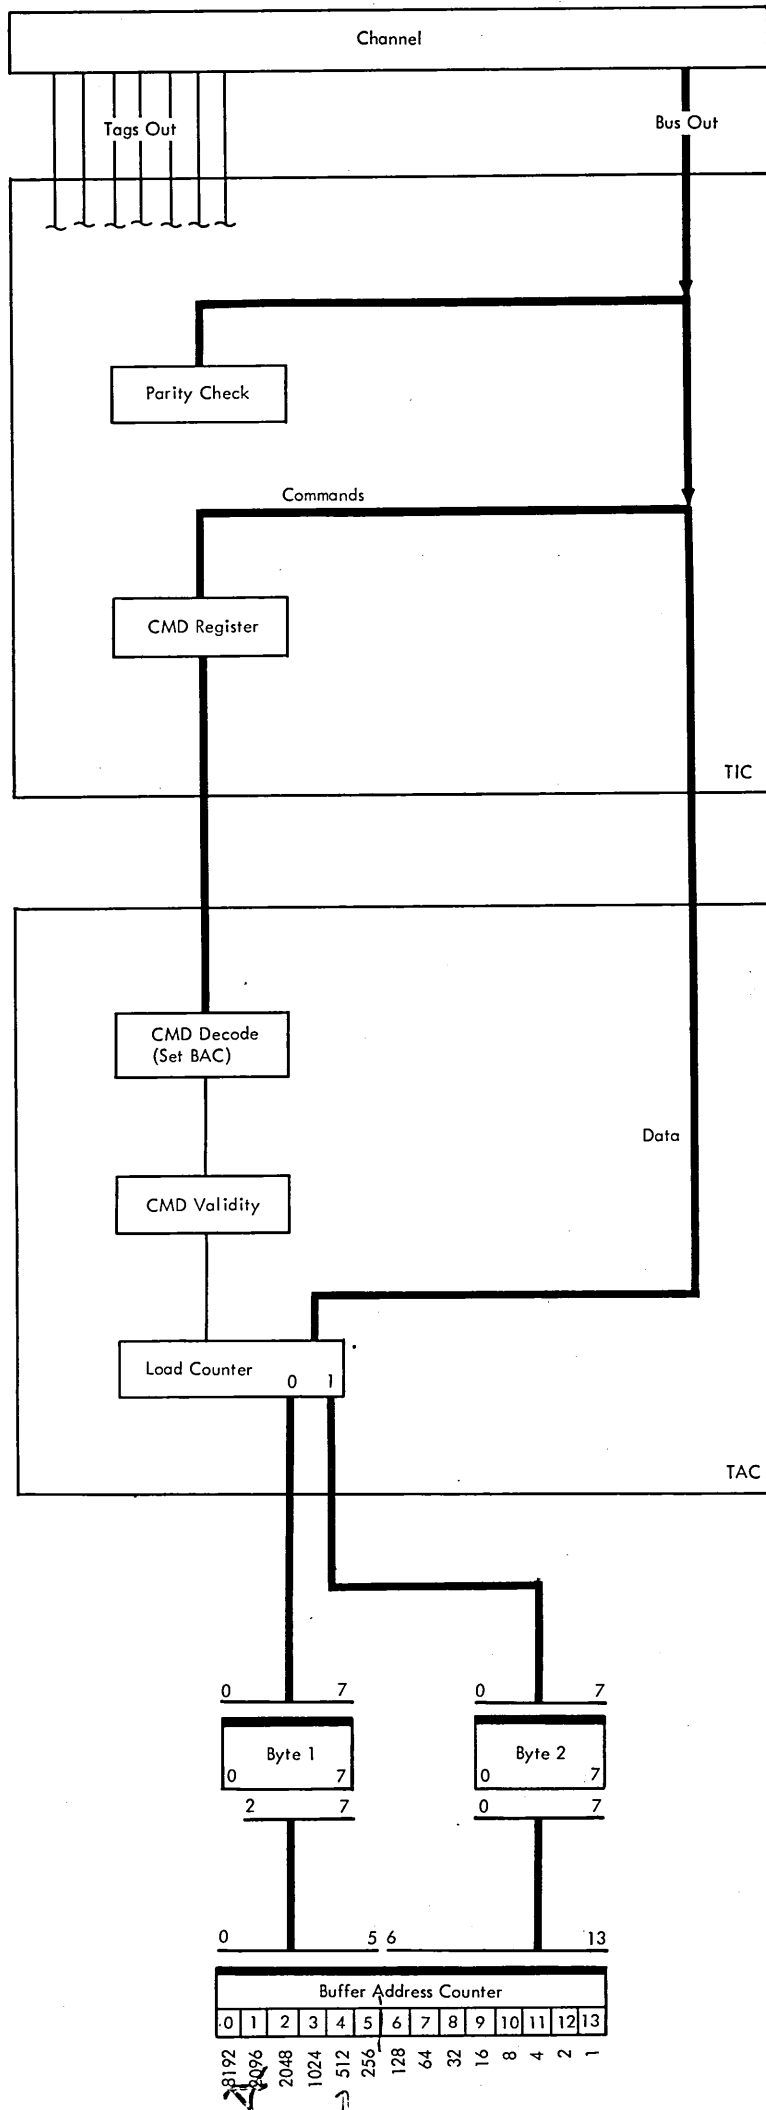 Channel
Tags Out
Bus Out
Parity Check
Commands
CMD Register
TIC
CMD Decode
(Set BAC)
Data
CMD Validity
Load Counter
0 1
TAC
0 7 0 7
Byte 1 Byte 2
0 7 0 7
2 7 0 7
0 5 6 13
Buffer Address Counter
0 1 2 3 4 5 6 7 8 9 10 11 12 13
8192 2096 2048 1024 512 256 128 64 32 16 8 4 2 1